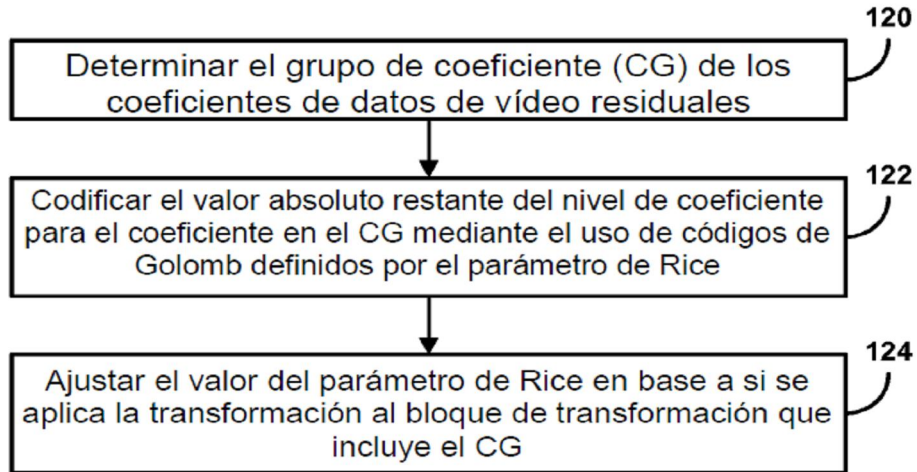 120
Determinar el grupo de coeficiente (CG) de los
coeficientes de datos de vídeo residuales
122
Codificar el valor absoluto restante del nivel de coeficiente
para el coeficiente en el CG mediante el uso de códigos de
Golomb definidos por el parámetro de Rice
124
Ajustar el valor del parámetro de Rice en base a si se
aplica la transformación al bloque de transformación que
incluye el CG